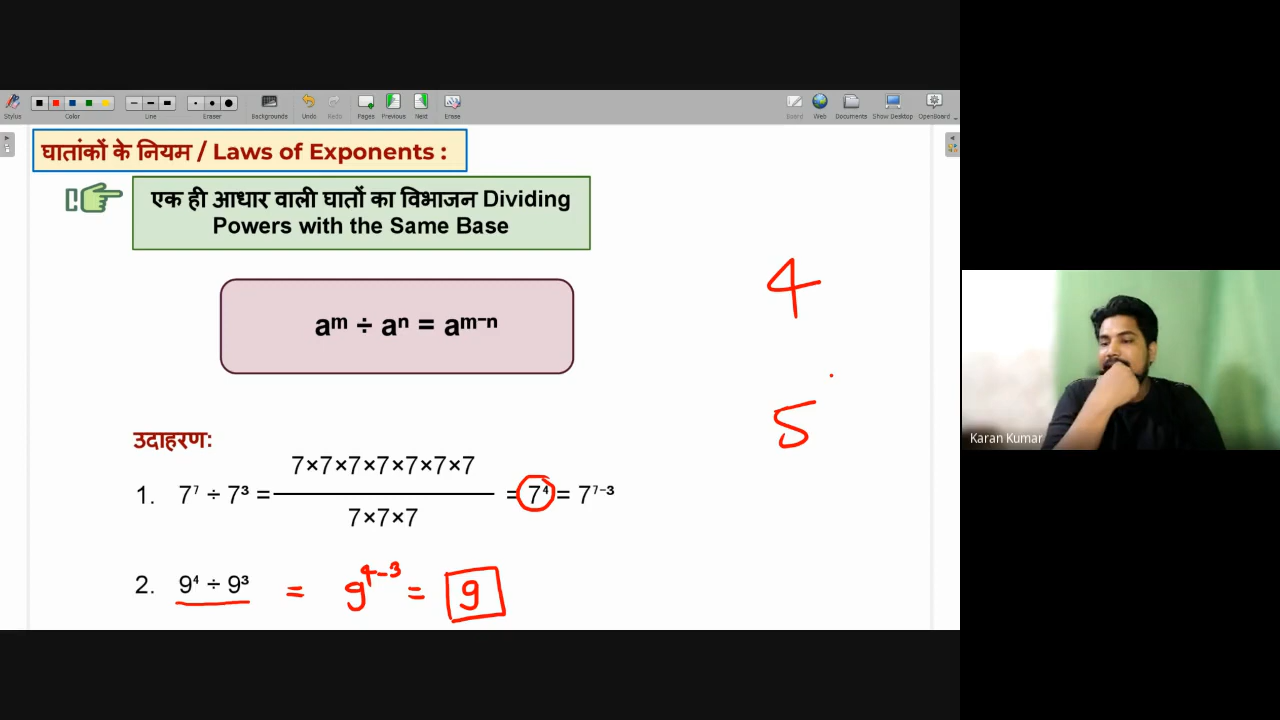 Stylus Color Line Eraser Backgrounds Undo Redo Pages Previous Next Erase Board Web Documents Show Desktop OpenBoard
घातांकों के नियम / Laws of Exponents :
एक ही आधार वाली घातों का विभाजन Dividing
Powers with the Same Base
aᵐ ÷ aⁿ = aᵐ⁻ⁿ
4
5
उदाहरण:
7×7×7×7×7×7×7
1. 7⁷ ÷ 7³ = = 7⁴ = 7⁷⁻³
7×7×7
2. 9⁴ ÷ 9³ = 9⁴⁻³ = 9
Karan Kumar